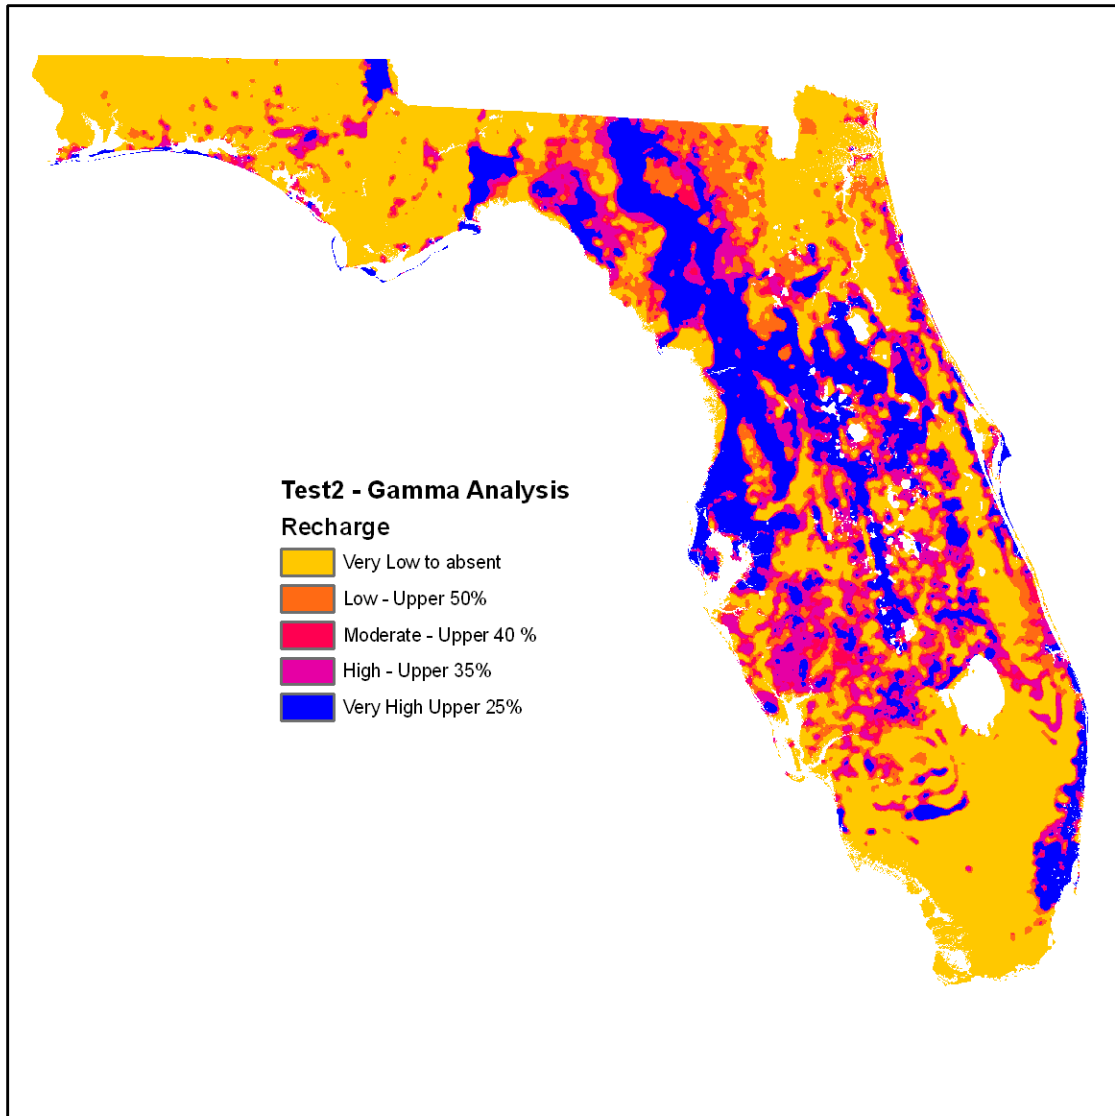 Test2 - Gamma Analysis
Recharge
Very Low to absent
Low - Upper 50%
Moderate - Upper 40 %
High - Upper 35%
Very High Upper 25%